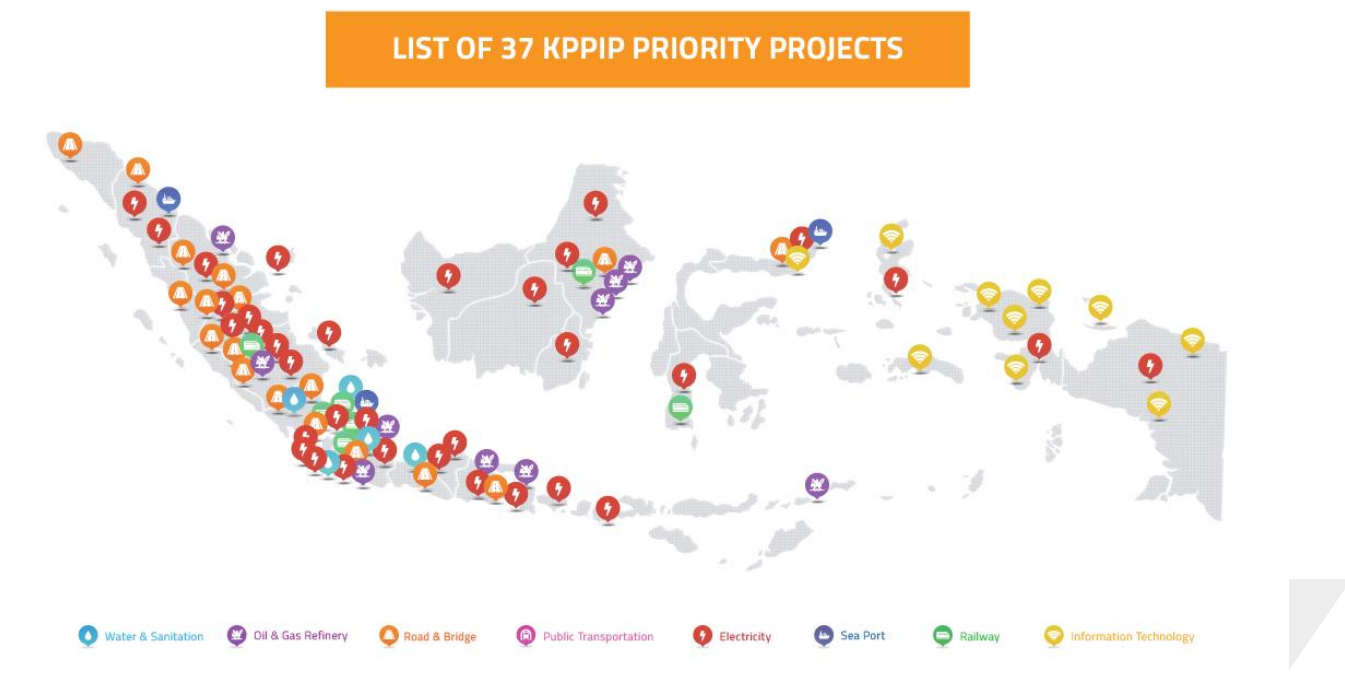 LIST OF 37 KPPIP PRIORITY PROJECTS
Water & Sanitation
Oil & Gas Refinery
Road & Bridge
Public Transportation
Electricity
Sea Port
Railway
Information Technology